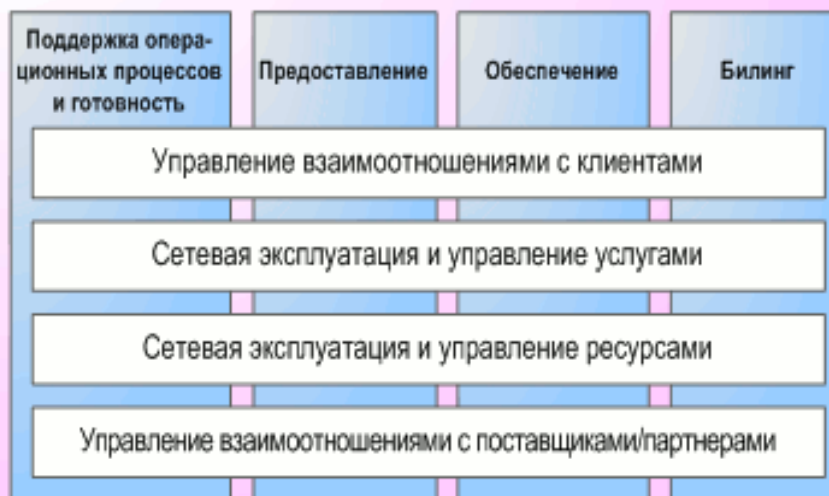 Поддержка опера-
ционных процессов
и готовность
Предоставление
Обеспечение
Билинг
Управление взаимоотношениями с клиентами
Сетевая эксплуатация и управление услугами
Сетевая эксплуатация и управление ресурсами
Управление взаимоотношениями с поставщиками/партнерами